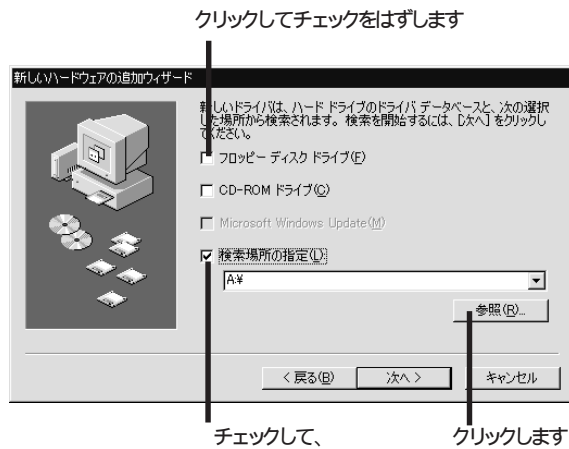 クリックしてチェックをはずします
新しいハードウェアの追加ウィザード
新しいドライバは、ハード ドライブのドライバ データベースと、次の選択
した場所から検索されます。検索を開始するには、[次へ] をクリックし
てください。
フロッピー ディスク ドライブ(F)
CD-ROM ドライブ(C)
Microsoft Windows Update(M)
検索場所の指定(L):
A:¥
参照(R)...
< 戻る(B)
次へ >
キャンセル
チェックして、
クリックします